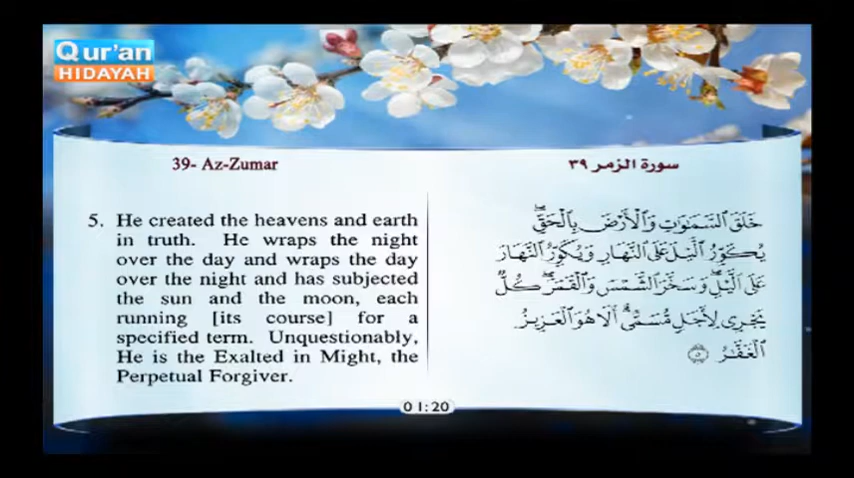 Qur'an
HIDAYAH
39- Az-Zumar
سورة الزمر ٣٩
5. He created the heavens and earth
in truth. He wraps the night
over the day and wraps the day
over the night and has subjected
the sun and the moon, each
running [its course] for a
specified term. Unquestionably,
He is the Exalted in Might, the
Perpetual Forgiver.
خَلَقَ السَّمَٰوَٰتِ وَالْأَرْضَ بِالْحَقِّ ۖ
يُكَوِّرُ الَّيْلَ عَلَى النَّهَارِ وَيُكَوِّرُ النَّهَارَ
عَلَى الَّيْلِ ۖ وَسَخَّرَ الشَّمْسَ وَالْقَمَرَ ۖ كُلٌّ
يَجْرِى لِأَجَلٍ مُّسَمًّى ۗ أَلَا هُوَ الْعَزِيزُ
الْغَفَّٰرُ ٥
01:20